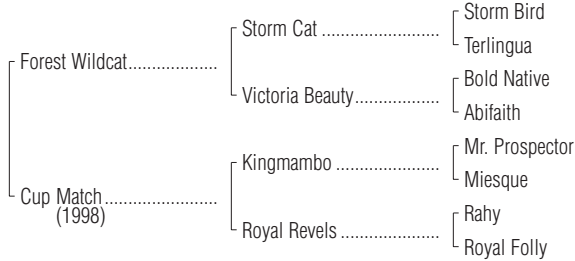 Storm Bird
Storm Cat ........................
Terlingua
Forest Wildcat..................
Bold Native
Victoria Beauty.................
Abifaith
Mr. Prospector
Kingmambo .....................
Miesque
Cup Match .......................
(1998)
Rahy
Royal Revels ....................
Royal Folly